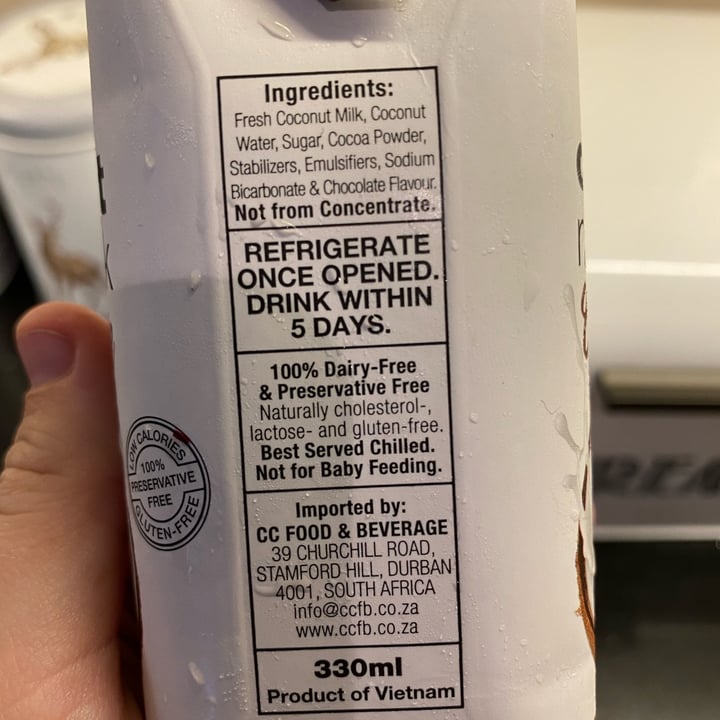 Ingredients:
Fresh Coconut Milk, Coconut
Water, Sugar, Cocoa Powder,
Stabilizers, Emulsifiers, Sodium
Bicarbonate & Chocolate Flavour.
Not from Concentrate.
REFRIGERATE
ONCE OPENED.
DRINK WITHIN
5 DAYS.
100% Dairy-Free
& Preservative Free
Naturally cholesterol-,
lactose- and gluten-free.
Best Served Chilled.
Not for Baby Feeding.
Imported by:
CC FOOD & BEVERAGE
39 CHURCHILL ROAD,
STAMFORD HILL, DURBAN
4001, SOUTH AFRICA
info@ccfb.co.za
www.ccfb.co.za
330ml
Product of Vietnam
LOW CALORIES
100%
PRESERVATIVE
FREE
GLUTEN-FREE